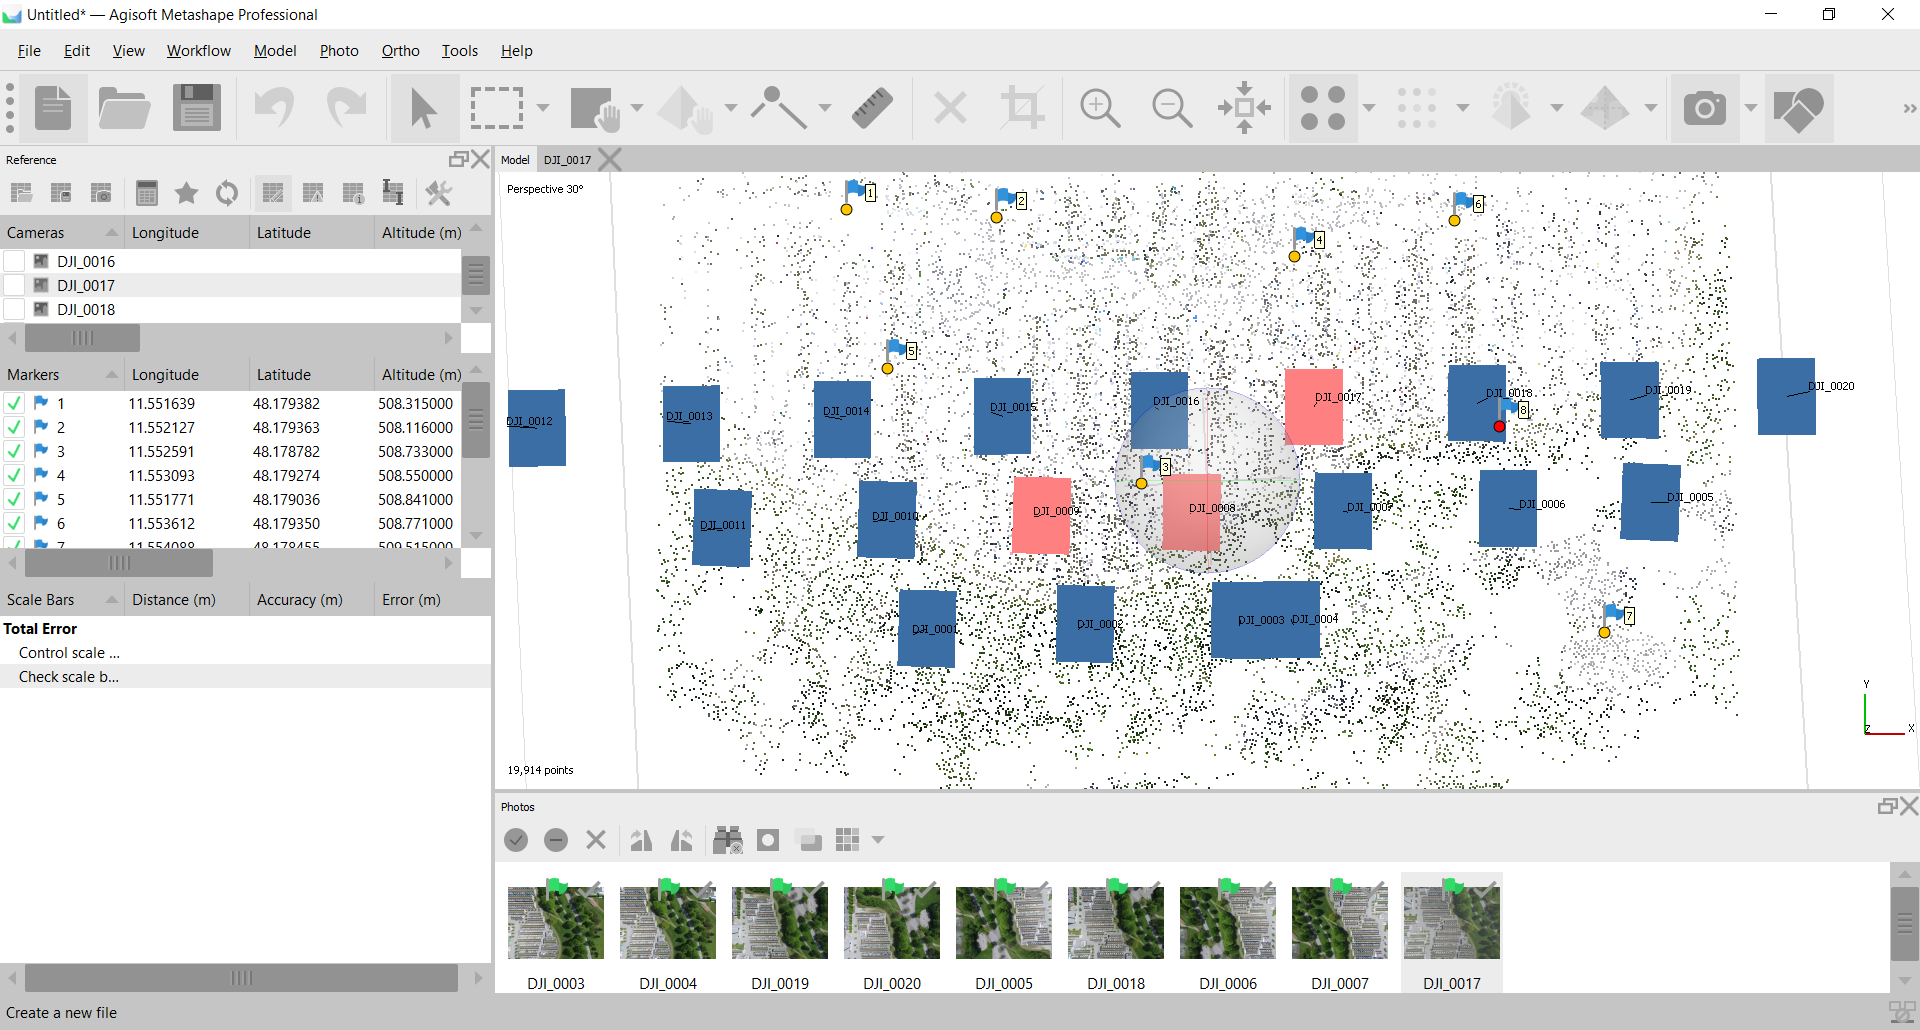 Untitled* — Agisoft Metashape Professional
File Edit View Workflow Model Photo Ortho Tools Help
Reference
Cameras Longitude Latitude Altitude (m)
DJI_0016
DJI_0017
DJI_0018
Markers Longitude Latitude Altitude (m)
1 11.551639 48.179382 508.315000
2 11.552127 48.179363 508.116000
3 11.552591 48.178782 508.733000
4 11.553093 48.179274 508.550000
5 11.551771 48.179036 508.841000
6 11.553612 48.179350 508.771000
7 11.554088 48.178455 509.515000
Scale Bars Distance (m) Accuracy (m) Error (m)
Total Error
Control scale ...
Check scale b...
Model DJI_0017
Perspective 30°
1
2
6
4
5
DJI_0012 DJI_0013 DJI_0014 DJI_0015 DJI_0016 DJI_0017 DJI_0018 DJI_0019 DJI_0020
8
3
DJI_0011 DJI_0010 DJI_0009 DJI_0008 DJI_0007 DJI_0006 DJI_0005
DJI_0001 DJI_0002 DJI_0003 DJI_0004
7
Y
Z X
19,914 points
Photos
DJI_0003 DJI_0004 DJI_0019 DJI_0020 DJI_0005 DJI_0018 DJI_0006 DJI_0007 DJI_0017
Create a new file